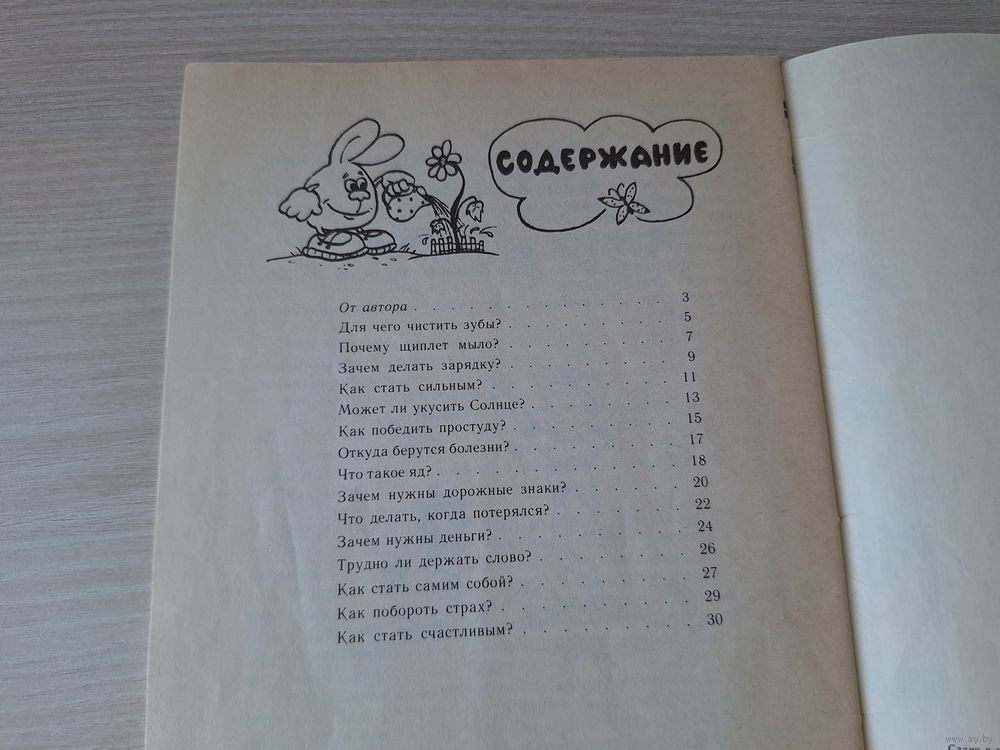 СОДЕРЖАНИЕ
От автора . . . . . . . . . . . . . . 3
Для чего чистить зубы? . . . . . . . . . 5
Почему щиплет мыло? . . . . . . . . . 7
Зачем делать зарядку? . . . . . . . . . 9
Как стать сильным? . . . . . . . . . . 11
Может ли укусить Солнце? . . . . . . . . 13
Как победить простуду? . . . . . . . . . 15
Откуда берутся болезни? . . . . . . . . . 17
Что такое яд? . . . . . . . . . . . . 18
Зачем нужны дорожные знаки? . . . . . . 20
Что делать, когда потерялся? . . . . . . . 22
Зачем нужны деньги? . . . . . . . . . 24
Трудно ли держать слово? . . . . . . . . 26
Как стать самим собой? . . . . . . . . . 27
Как побороть страх? . . . . . . . . . 29
Как стать счастливым? . . . . . . . . . 30
www.ay.by